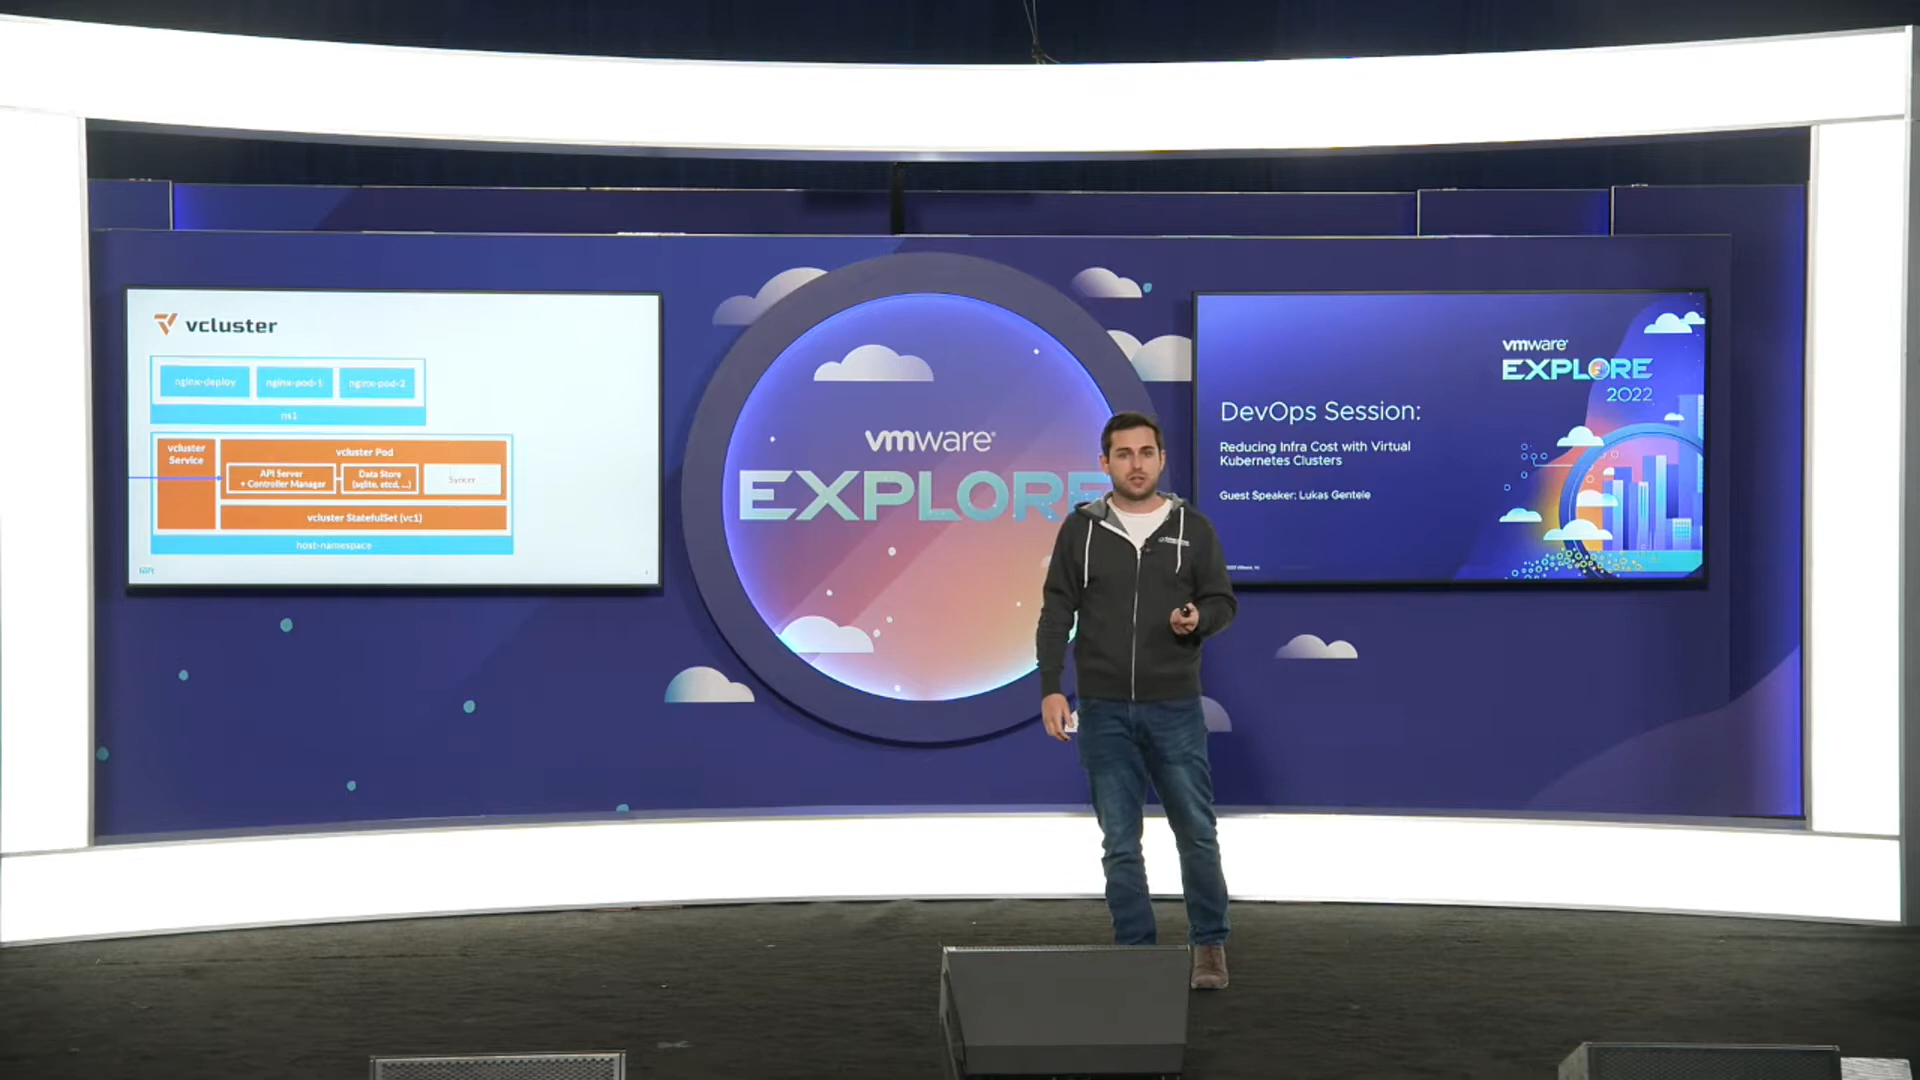 vcluster
nginx-deploy
nginx-pod-1
nginx-pod-2
ns1
vcluster
Service
vcluster Pod
API Server
+ Controller Manager
Data Store
(sqlite, etcd, ...)
Syncer
vcluster StatefulSet (vc1)
host-namespace
vmware®
EXPLORE
DevOps Session:
Reducing Infra Cost with Virtual
Kubernetes Clusters
Guest Speaker: Lukas Gentele
vmware®
EXPLORE
2022